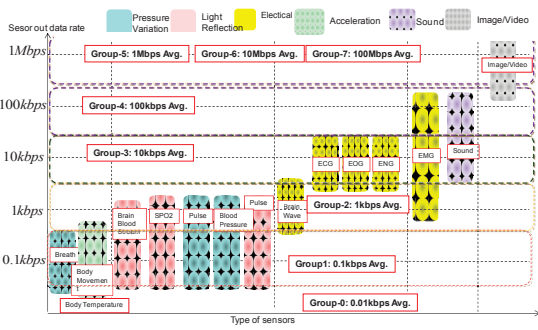 Sesor out data rate
Pressure
Variation
Light
Reflection
Electical
Acceleration
Sound
Image/Video
1Mbps
Group-5: 1Mbps Avg.
Group-6: 10Mbps Avg.
Group-7: 100Mbps Avg.
Image/Video
100kbps
Group-4: 100kbps Avg.
10kbps
Group-3: 10kbps Avg.
ECG
EOG
ENG
EMG
Sound
1kbps
Brain
Blood
Stream
SPO2
Pulse
Blood
Pressure
Pulse
Brain
Wave
Group-2: 1kbps Avg.
0.1kbps
Breath
Body
Movemen
t
Group1: 0.1kbps Avg.
Body Temperature
Group-0: 0.01kbps Avg.
Type of sensors